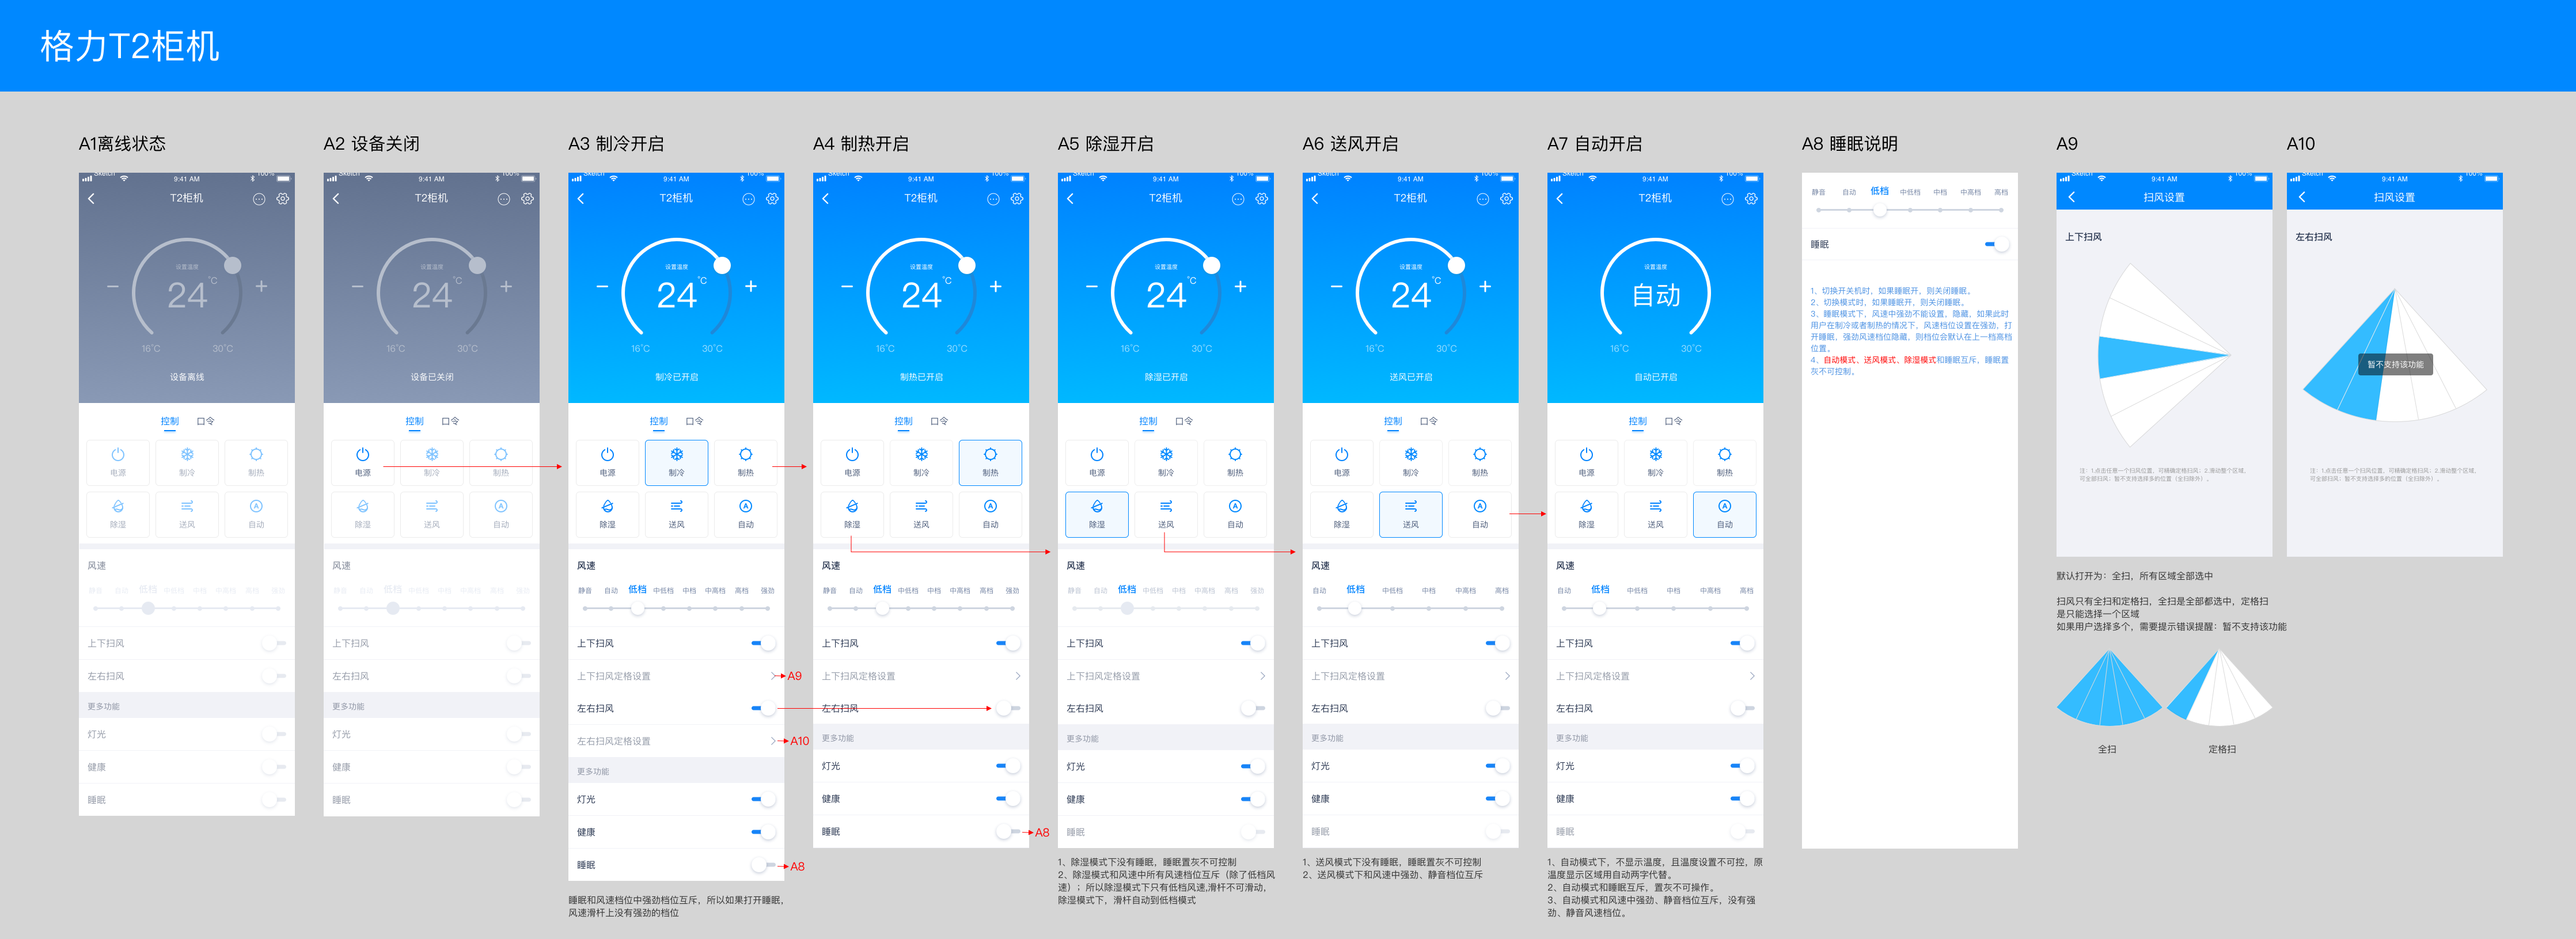 格力T2柜机
A1离线状态
Sketch
9:41 AM
100%
T2柜机
设置温度
24
℃
16℃
30℃
设备离线
控制
口令
电源
制冷
制热
除湿
送风
自动
风速
静音 自动 低档 中低档 中档 中高档 高档 强劲
上下扫风
左右扫风
更多功能
灯光
健康
睡眠
A2 设备关闭
Sketch
9:41 AM
100%
T2柜机
设置温度
24
℃
16℃
30℃
设备已关闭
控制
口令
电源
制冷
制热
除湿
送风
自动
风速
静音 自动 低档 中低档 中档 中高档 高档 强劲
上下扫风
左右扫风
更多功能
灯光
健康
睡眠
A3 制冷开启
Sketch
9:41 AM
100%
T2柜机
设置温度
24
℃
16℃
30℃
制冷已开启
控制
口令
电源
制冷
制热
除湿
送风
自动
风速
静音 自动 低档 中低档 中档 中高档 高档 强劲
上下扫风
上下扫风定格设置
A9
左右扫风
左右扫风定格设置
A10
更多功能
灯光
健康
睡眠
A8
睡眠和风速档位中强劲档位互斥，所以如果打开睡眠，
风速滑杆上没有强劲的档位
A4 制热开启
Sketch
9:41 AM
100%
T2柜机
设置温度
24
℃
16℃
30℃
制热已开启
控制
口令
电源
制冷
制热
除湿
送风
自动
风速
静音 自动 低档 中低档 中档 中高档 高档 强劲
上下扫风
上下扫风定格设置
左右扫风
更多功能
灯光
健康
睡眠
A8
A5 除湿开启
Sketch
9:41 AM
100%
T2柜机
设置温度
24
℃
16℃
30℃
除湿已开启
控制
口令
电源
制冷
制热
除湿
送风
自动
风速
静音 自动 低档 中低档 中档 中高档 高档 强劲
上下扫风
上下扫风定格设置
左右扫风
更多功能
灯光
健康
睡眠
1、除湿模式下没有睡眠，睡眠置灰不可控制
2、除湿模式和风速中所有风速档位互斥（除了低档风
速）；所以除湿模式下只有低档风速,滑杆不可滑动，
除湿模式下，滑杆自动到低档模式
A6 送风开启
Sketch
9:41 AM
100%
T2柜机
设置温度
24
℃
16℃
30℃
送风已开启
控制
口令
电源
制冷
制热
除湿
送风
自动
风速
自动 低档 中低档 中档 中高档 高档
上下扫风
上下扫风定格设置
左右扫风
更多功能
灯光
健康
睡眠
1、送风模式下没有睡眠，睡眠置灰不可控制
2、送风模式下和风速中强劲、静音档位互斥
A7 自动开启
Sketch
9:41 AM
100%
T2柜机
设置温度
自动
16℃
30℃
自动已开启
控制
口令
电源
制冷
制热
除湿
送风
自动
风速
自动 低档 中低档 中档 中高档 高档
上下扫风
上下扫风定格设置
左右扫风
更多功能
灯光
健康
睡眠
1、自动模式下，不显示温度，且温度设置不可控，原
温度显示区域用自动两字代替。
2、自动模式和睡眠互斥，置灰不可操作。
3、自动模式和风速中强劲、静音档位互斥，没有强
劲、静音风速档位。
A8 睡眠说明
静音 自动 低档 中低档 中档 中高档 高档
睡眠
1、切换开关机时，如果睡眠开，则关闭睡眠。
2、切换模式时，如果睡眠开，则关闭睡眠。
3、睡眠模式下，风速中强劲不能设置，隐藏，如果此时
用户在制冷或者制热的情况下，风速档位设置在强劲，打
开睡眠，强劲风速档位隐藏，则档位会默认在上一档高档
位置。
4、自动模式、送风模式、除湿模式和睡眠互斥，睡眠置
灰不可控制。
A9
Sketch
9:41 AM
100%
扫风设置
上下扫风
注：1.点击任意一个扫风位置，可精确定格扫风；2.滑动整个区域，
可全部扫风；暂不支持选择多的位置（全扫除外）。
默认打开为：全扫，所有区域全部选中
扫风只有全扫和定格扫，全扫是全部都选中，定格扫
是只能选择一个区域
如果用户选择多个，需要提示错误提醒：暂不支持该功能
全扫
定格扫
A10
Sketch
9:41 AM
100%
扫风设置
左右扫风
暂不支持该功能
注：1.点击任意一个扫风位置，可精确定格扫风；2.滑动整个区域，
可全部扫风；暂不支持选择多的位置（全扫除外）。